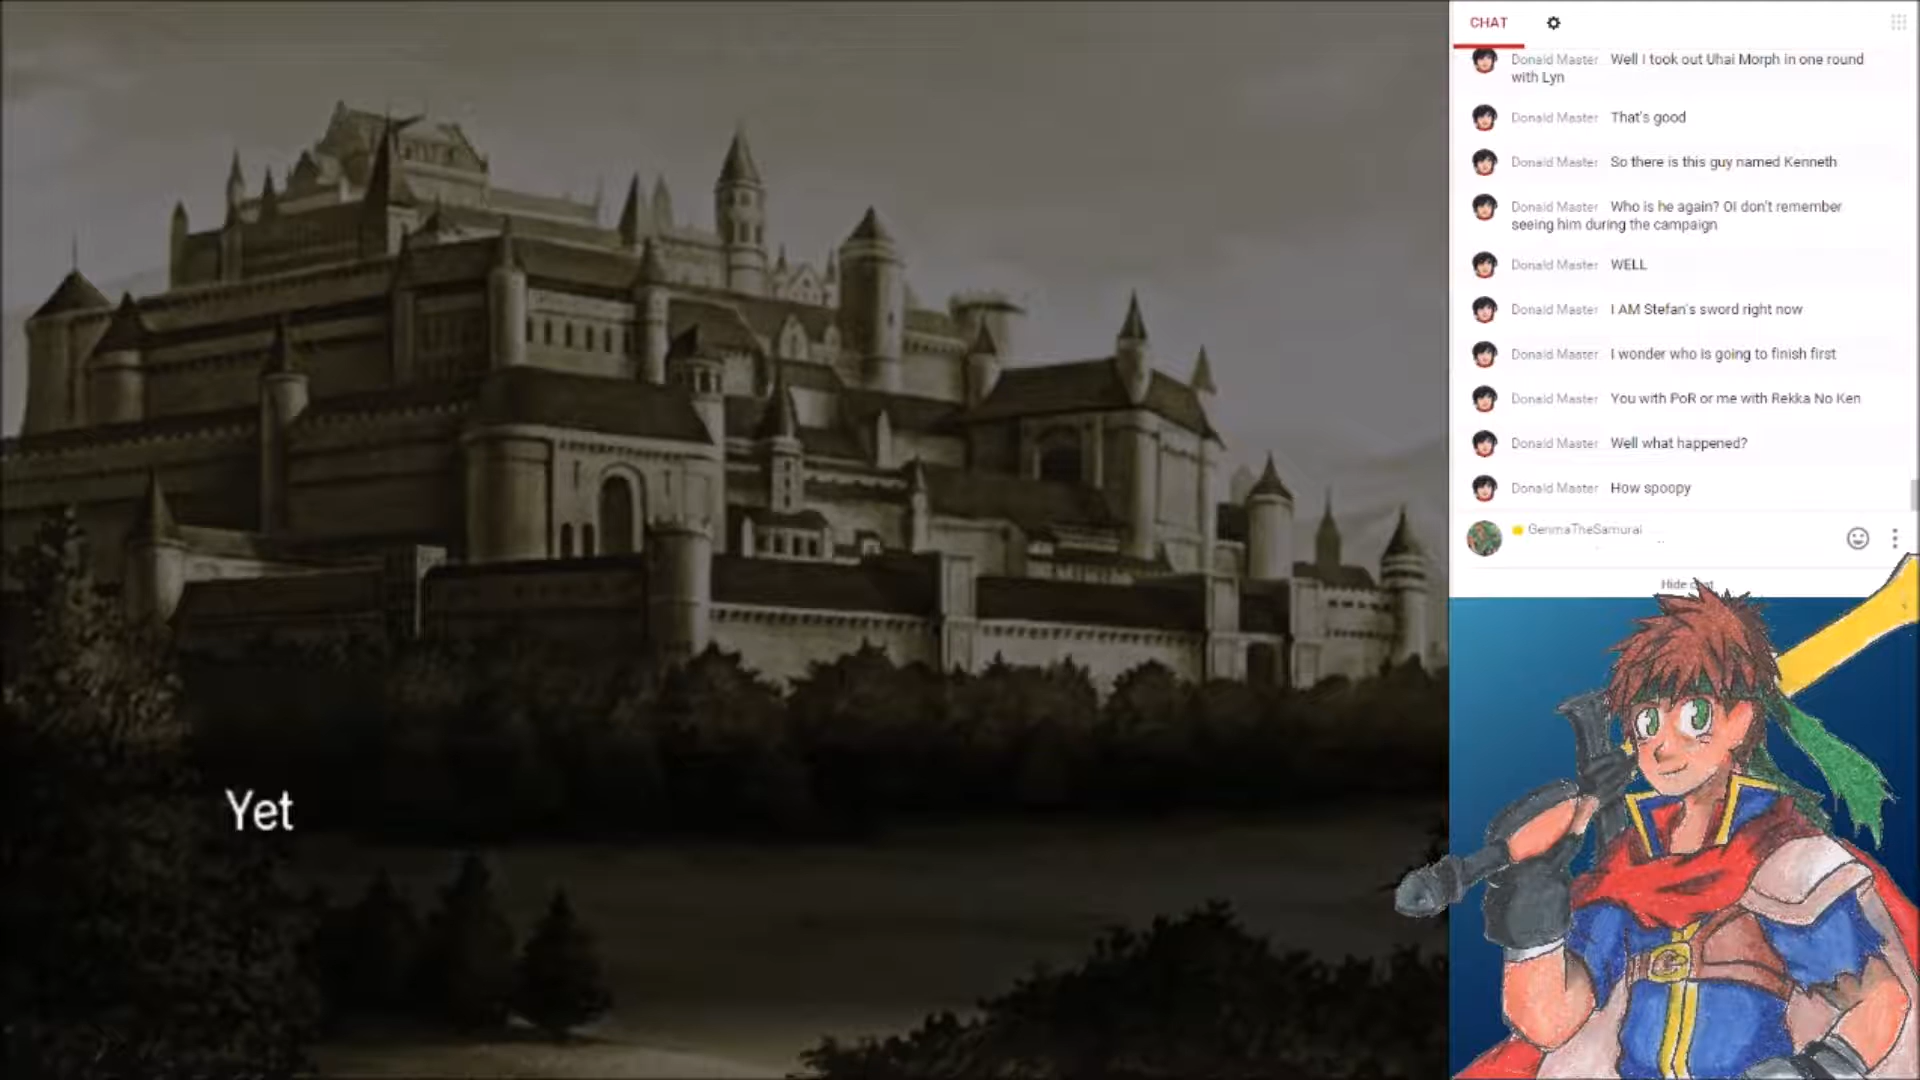 CHAT
Donald Master Well I took out Uhai Morph in one round
with Lyn
Donald Master That's good
Donald Master So there is this guy named Kenneth
Donald Master Who is he again? OI don't remember
seeing him during the campaign
Donald Master WELL
Donald Master I AM Stefan's sword right now
Donald Master I wonder who is going to finish first
Donald Master You with PoR or me with Rekka No Ken
Donald Master Well what happened?
Donald Master How spoopy
GenmaTheSamurai
Hide chat
Yet